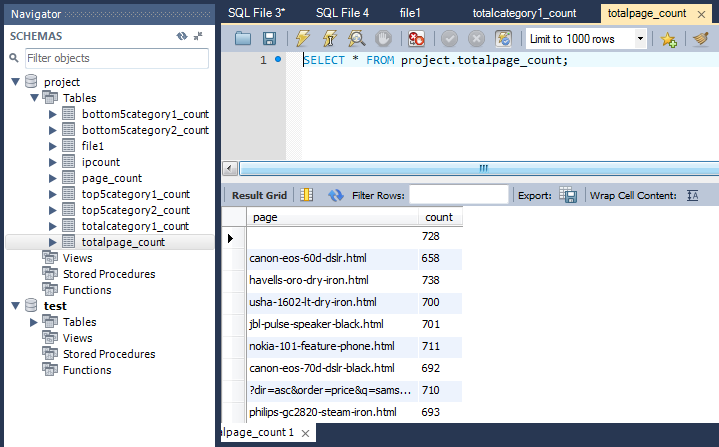 Navigator
SCHEMAS
Filter objects
project
Tables
bottom5category1_count
bottom5category2_count
file1
ipcount
page_count
top5category1_count
top5category2_count
totalcategory1_count
totalpage_count
Views
Stored Procedures
Functions
test
Tables
Views
Stored Procedures
Functions
SQL File 3* SQL File 4 file1 totalcategory1_count totalpage_count
Limit to 1000 rows
1 SELECT * FROM project.totalpage_count;
Result Grid Filter Rows: Export: Wrap Cell Content: IA
page count
728
canon-eos-60d-dslr.html 658
havells-oro-dry-iron.html 738
usha-1602-lt-dry-iron.html 700
jbl-pulse-speaker-black.html 701
nokia-101-feature-phone.html 711
canon-eos-70d-dslr-black.html 692
?dir=asc&order=price&q=sams... 710
philips-gc2820-steam-iron.html 693
alpage_count 1